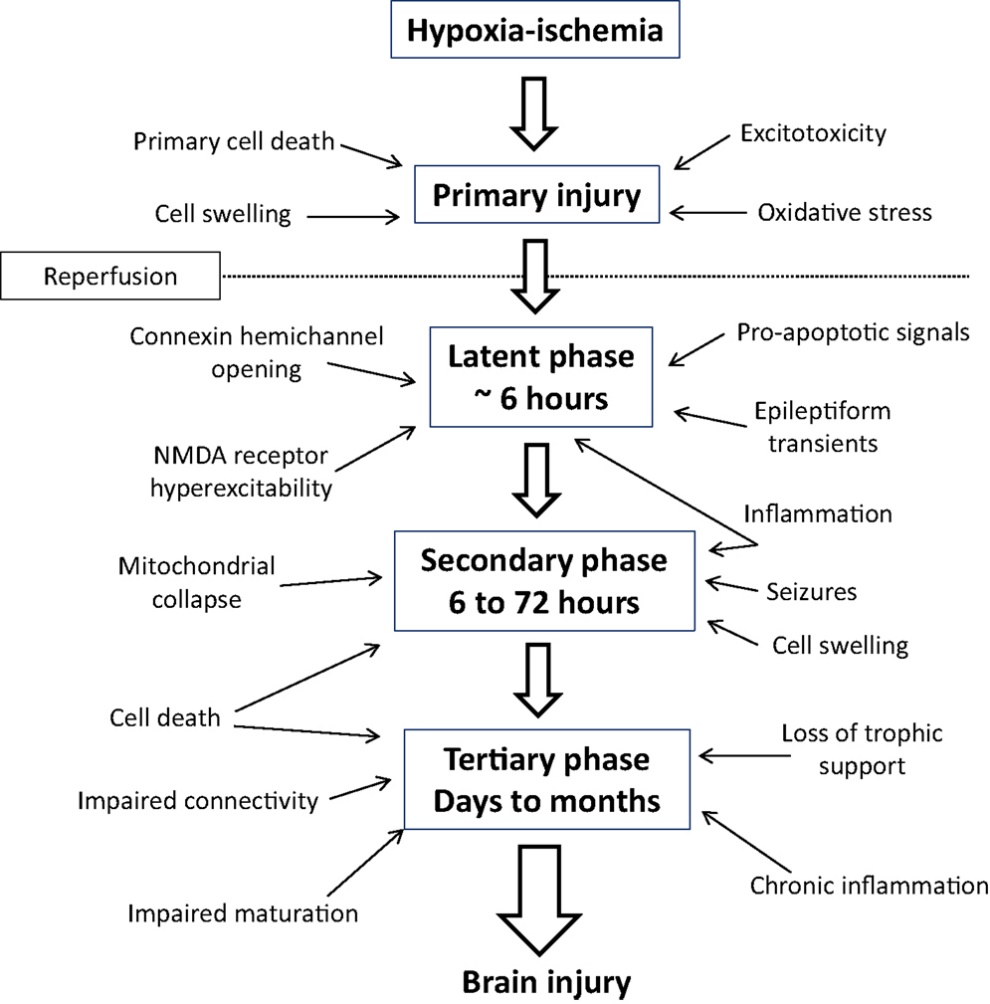 Hypoxia-ischemia
Primary cell death
Excitotoxicity
Primary injury
Cell swelling
Oxidative stress
Reperfusion
Connexin hemichannel
opening
Pro-apoptotic signals
Latent phase
~ 6 hours
Epileptiform
transients
NMDA receptor
hyperexcitability
Inflammation
Mitochondrial
collapse
Secondary phase
6 to 72 hours
Seizures
Cell swelling
Cell death
Loss of trophic
support
Tertiary phase
Days to months
Impaired connectivity
Chronic inflammation
Impaired maturation
Brain injury